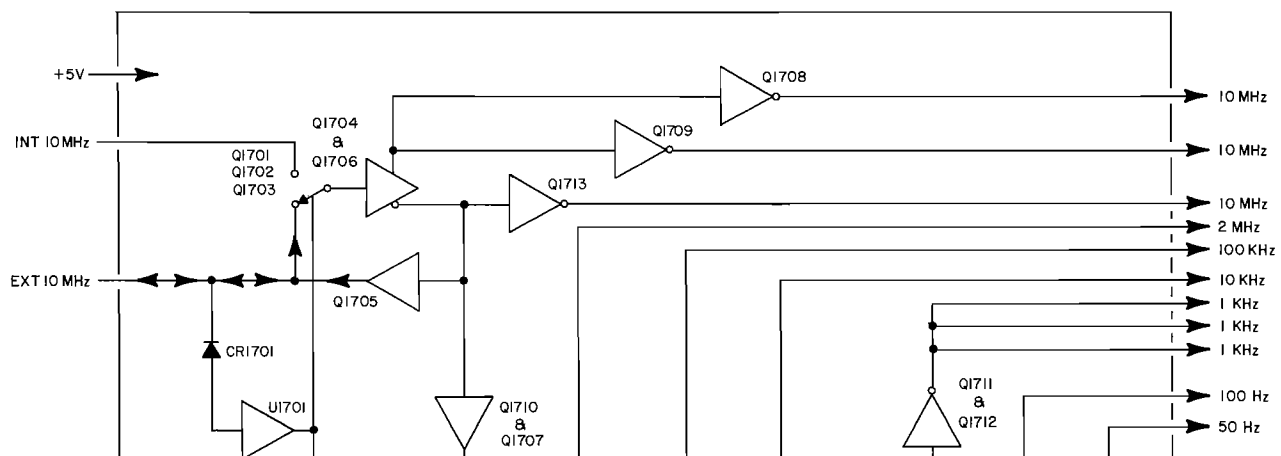 Q1708
+5V
10 MHz
Q1704
&
Q1706
Q1709
INT 10 MHz
10 MHz
Q1701
Q1702
Q1703
Q1713
10 MHz
2 MHz
100 KHz
EXT 10 MHz
Q1705
10 KHz
1 KHz
1 KHz
1 KHz
CR1701
U1701
Q1710
&
Q1707
Q1711
&
Q1712
100 Hz
50 Hz